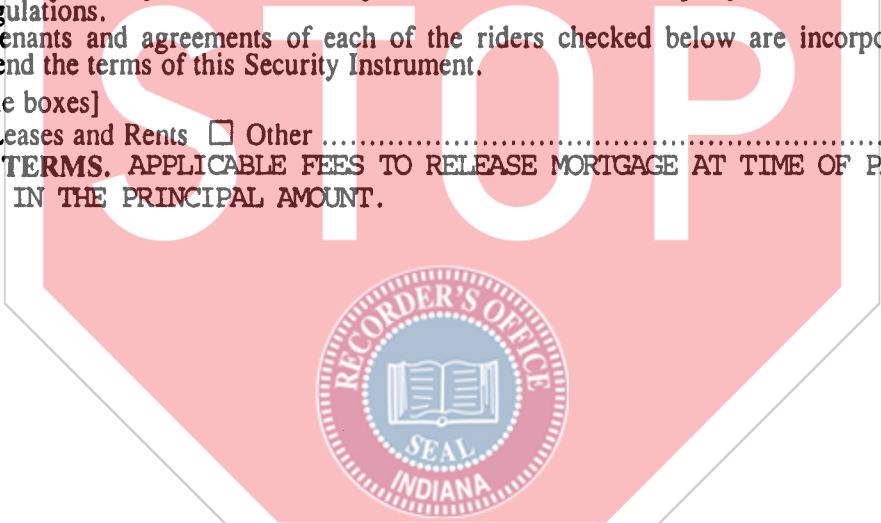 gulations.
enants and agreements of each of the riders checked below are incorpo
end the terms of this Security Instrument.
e boxes]
Leases and Rents ☐ Other ........................................................................
TERMS. APPLICABLE FEES TO RELEASE MORTGAGE AT TIME OF P
IN THE PRINCIPAL AMOUNT.
STOP
RECORDER'S OFFICE
SEAL
INDIANA